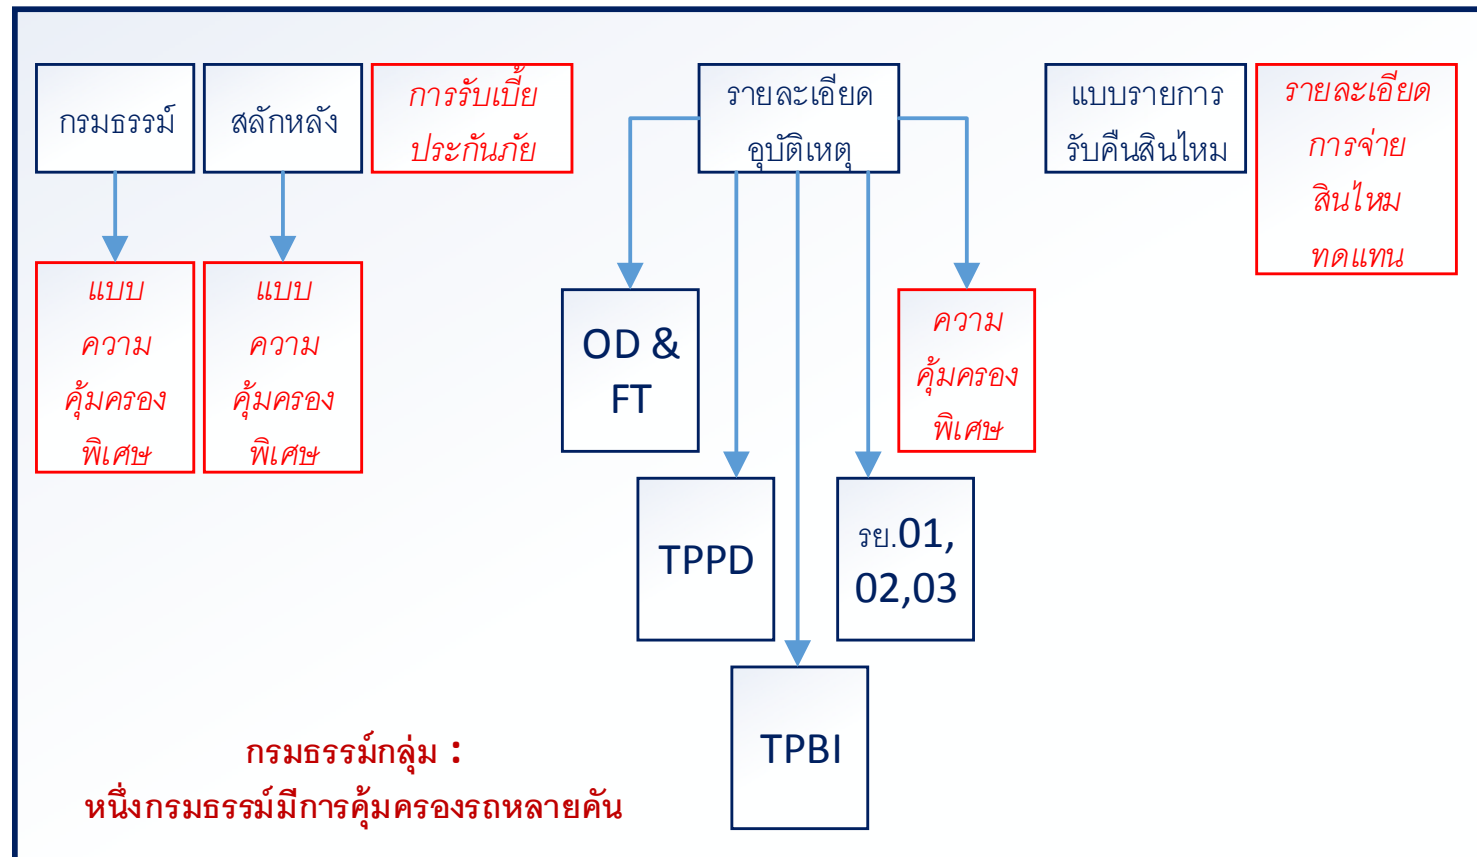 กรมธรรม์
สลักหลัง
การรับเบี้ย
ประกันภัย
รายละเอียด
อุบัติเหตุ
แบบรายการ
รับคืนสินไหม
รายละเอียด
การจ่าย
สินไหม
ทดแทน
แบบ
ความ
คุ้มครอง
พิเศษ
แบบ
ความ
คุ้มครอง
พิเศษ
OD &
FT
ความ
คุ้มครอง
พิเศษ
TPPD
รย.01,
02,03
TPBI
กรมธรรม์กลุ่ม :
หนึ่งกรมธรรม์มีการคุ้มครองรถหลายคัน